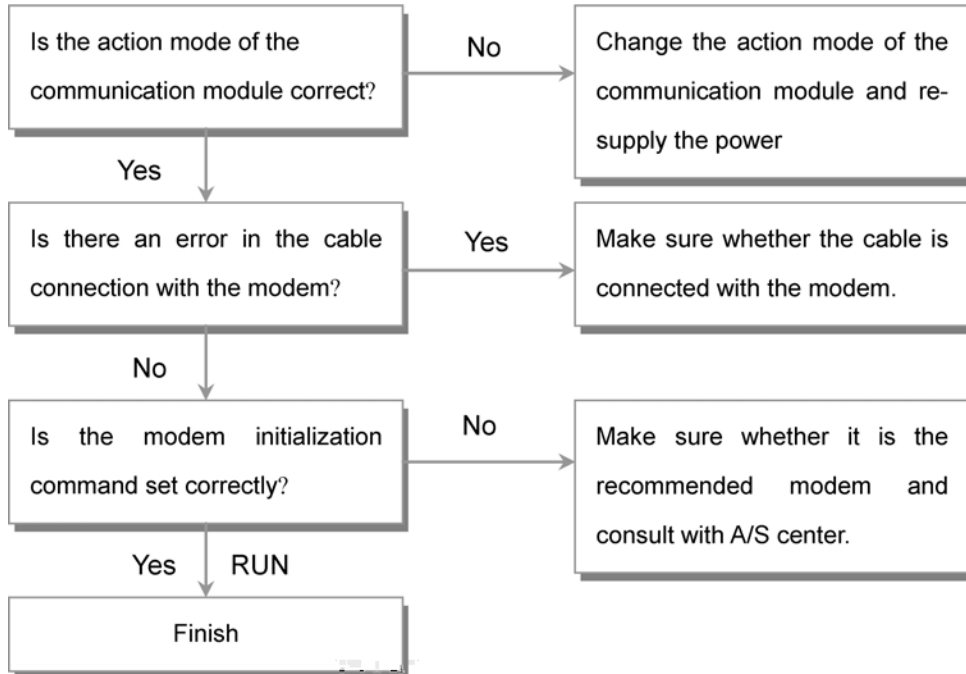 Is the action mode of the
communication module correct?
No
Change the action mode of the
communication module and re-
supply the power
Yes
Is there an error in the cable
connection with the modem?
Yes
Make sure whether the cable is
connected with the modem.
No
Is the modem initialization
command set correctly?
No
Make sure whether it is the
recommended modem and
consult with A/S center.
Yes RUN
Finish